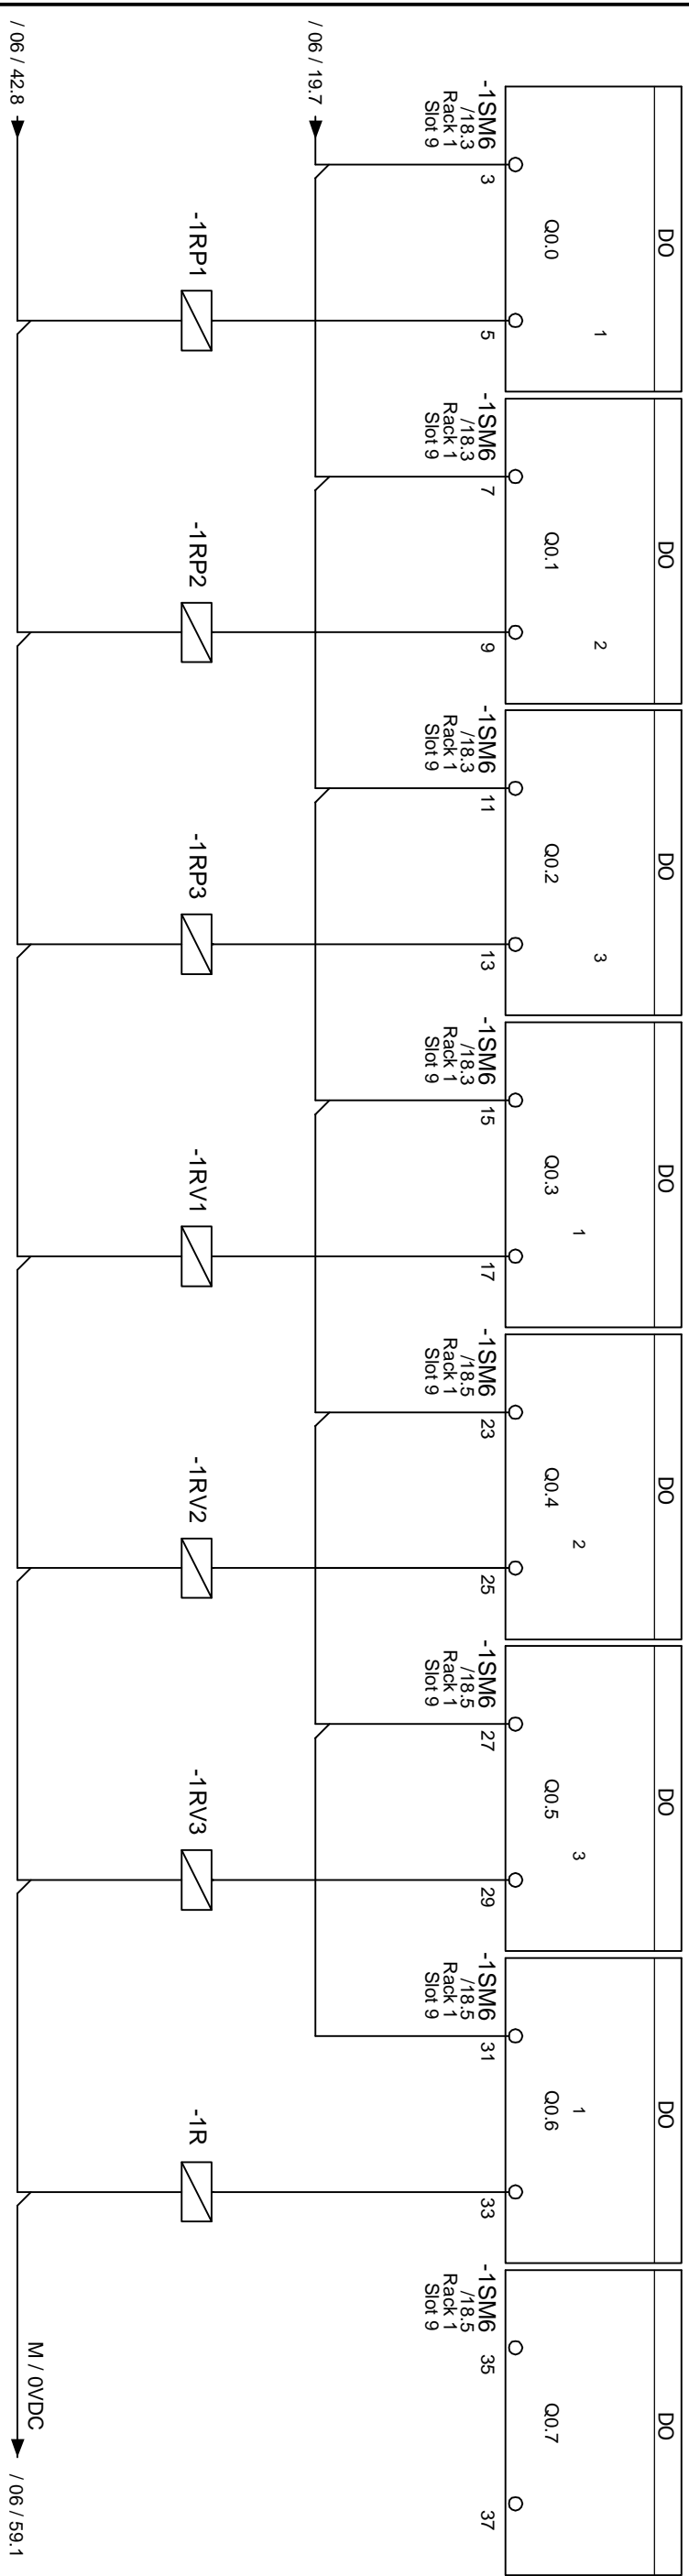 DO
DO
DO
DO
DO
DO
DO
DO
1
2
3
1
2
3
1
Q0.0
Q0.1
Q0.2
Q0.3
Q0.4
Q0.5
Q0.6
Q0.7
-1SM6
/18.3
Rack 1
Slot 9
3
5
-1SM6
/18.3
Rack 1
Slot 9
7
9
-1SM6
/18.3
Rack 1
Slot 9
11
13
-1SM6
/18.3
Rack 1
Slot 9
15
17
-1SM6
/18.5
Rack 1
Slot 9
23
25
-1SM6
/18.5
Rack 1
Slot 9
27
29
-1SM6
/18.5
Rack 1
Slot 9
31
33
-1SM6
/18.5
Rack 1
Slot 9
35
37
/ 06 / 19.7
-1RP1
-1RP2
-1RP3
-1RV1
-1RV2
-1RV3
-1R
/ 06 / 42.8
M / 0VDC
/ 06 / 59.1